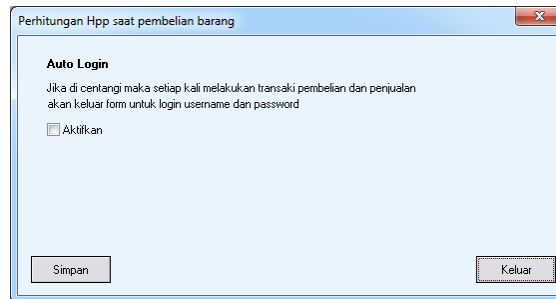 Perhitungan Hpp saat pembelian barang
Auto Login
Jika di centangi maka setiap kali melakukan transaki pembelian dan penjualan
akan keluar form untuk login username dan password
Aktifkan
Simpan
Keluar